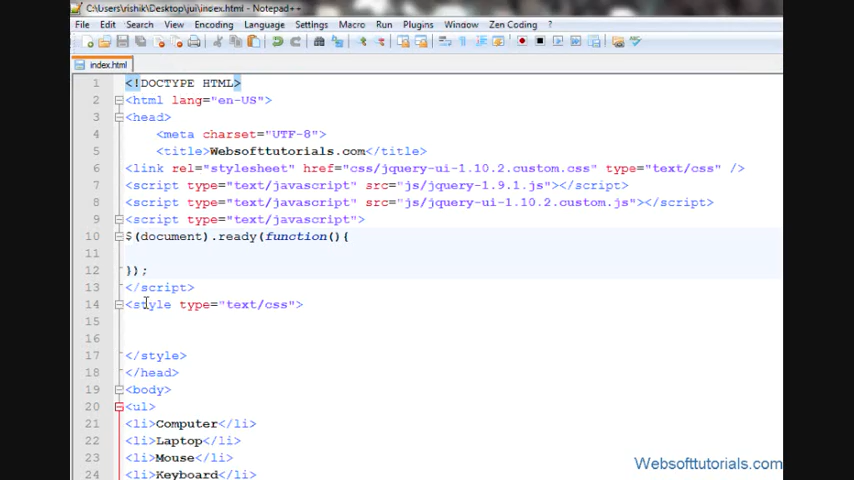 C:\Users\rishik\Desktop\jui\index.html - Notepad++
File Edit Search View Encoding Language Settings Macro Run Plugins Window Zen Coding ?
index.html
1 <!DOCTYPE HTML>
2 <html lang="en-US">
3 <head>
4 <meta charset="UTF-8">
5 <title>Websofttutorials.com</title>
6 <link rel="stylesheet" href="css/jquery-ui-1.10.2.custom.css" type="text/css" />
7 <script type="text/javascript" src="js/jquery-1.9.1.js"></script>
8 <script type="text/javascript" src="js/jquery-ui-1.10.2.custom.js"></script>
9 <script type="text/javascript">
10 $(document).ready(function(){
11
12 });
13 </script>
14 <style type="text/css">
15
16
17 </style>
18 </head>
19 <body>
20 <ul>
21 <li>Computer</li>
22 <li>Laptop</li>
23 <li>Mouse</li>
24 <li>Keyboard</li>
Websofttutorials.com